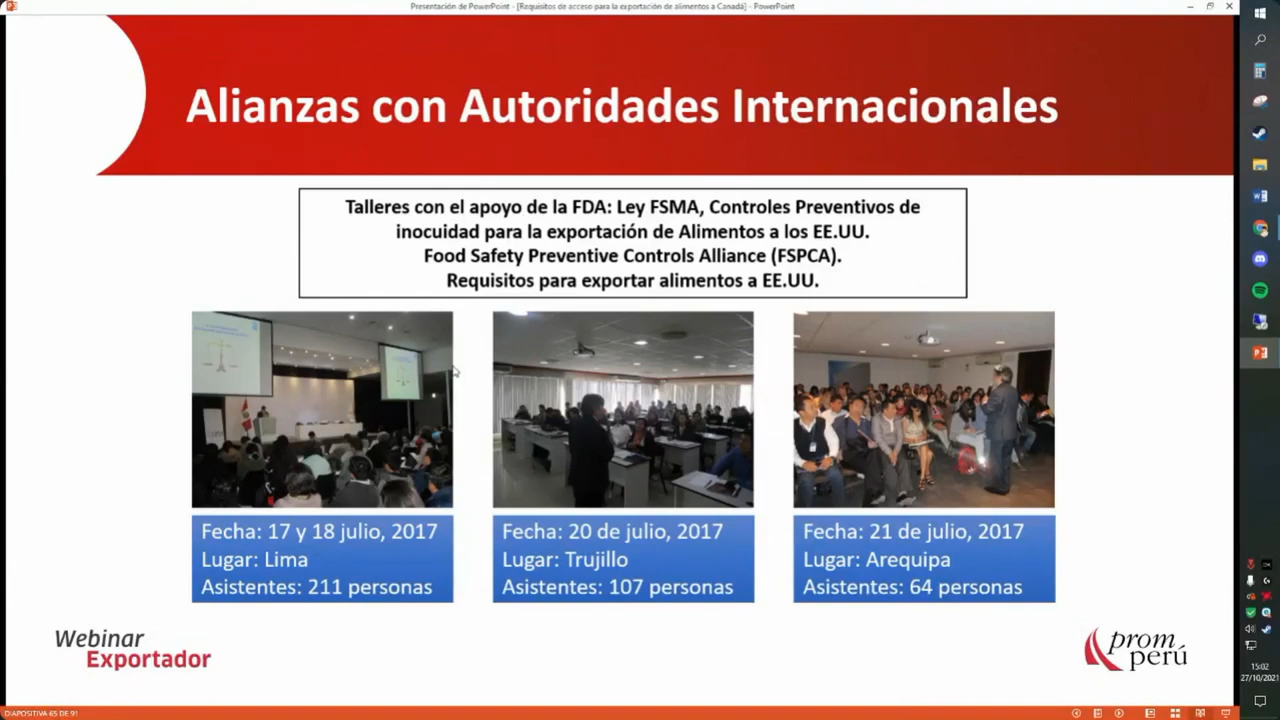 Presentación de PowerPoint - [Requisitos de acceso para la exportación de alimentos a Canadá] - PowerPoint
Alianzas con Autoridades Internacionales
Talleres con el apoyo de la FDA: Ley FSMA, Controles Preventivos de
inocuidad para la exportación de Alimentos a los EE.UU.
Food Safety Preventive Controls Alliance (FSPCA).
Requisitos para exportar alimentos a EE.UU.
Fecha: 17 y 18 julio, 2017
Lugar: Lima
Asistentes: 211 personas
Fecha: 20 de julio, 2017
Lugar: Trujillo
Asistentes: 107 personas
Fecha: 21 de julio, 2017
Lugar: Arequipa
Asistentes: 64 personas
Webinar
Exportador
prom
perú
15:02
27/10/2021
DIAPOSITIVA 65 DE 91